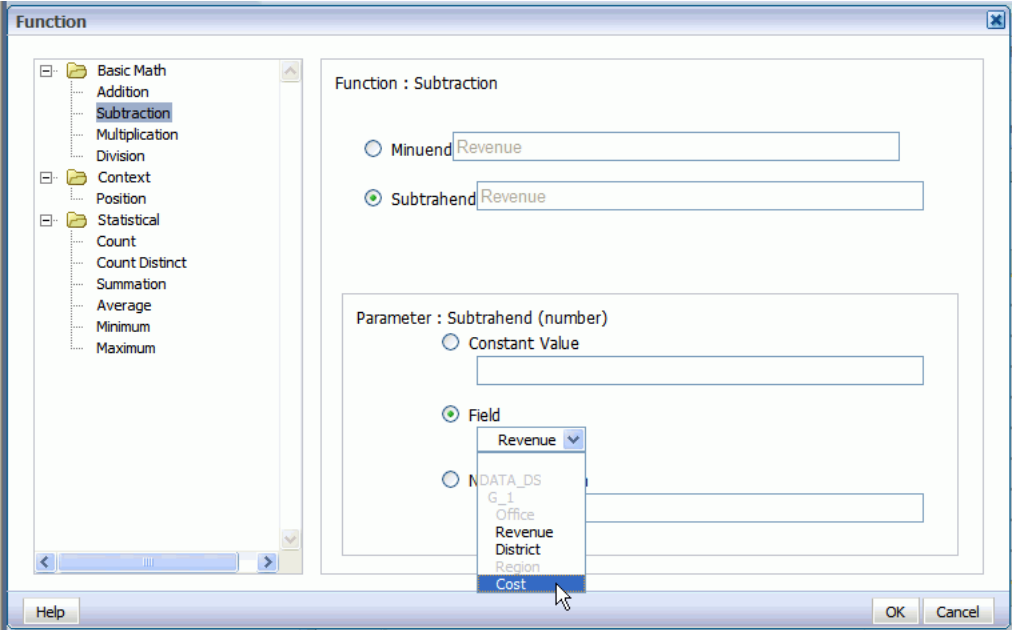 Function
Basic Math
Addition
Subtraction
Multiplication
Division
Context
Position
Statistical
Count
Count Distinct
Summation
Average
Minimum
Maximum
Function : Subtraction
Minuend Revenue
Subtrahend Revenue
Parameter : Subtrahend (number)
Constant Value
Field
Revenue
DATA_DS
G_1
Office
Revenue
District
Region
Cost
Help
OK
Cancel